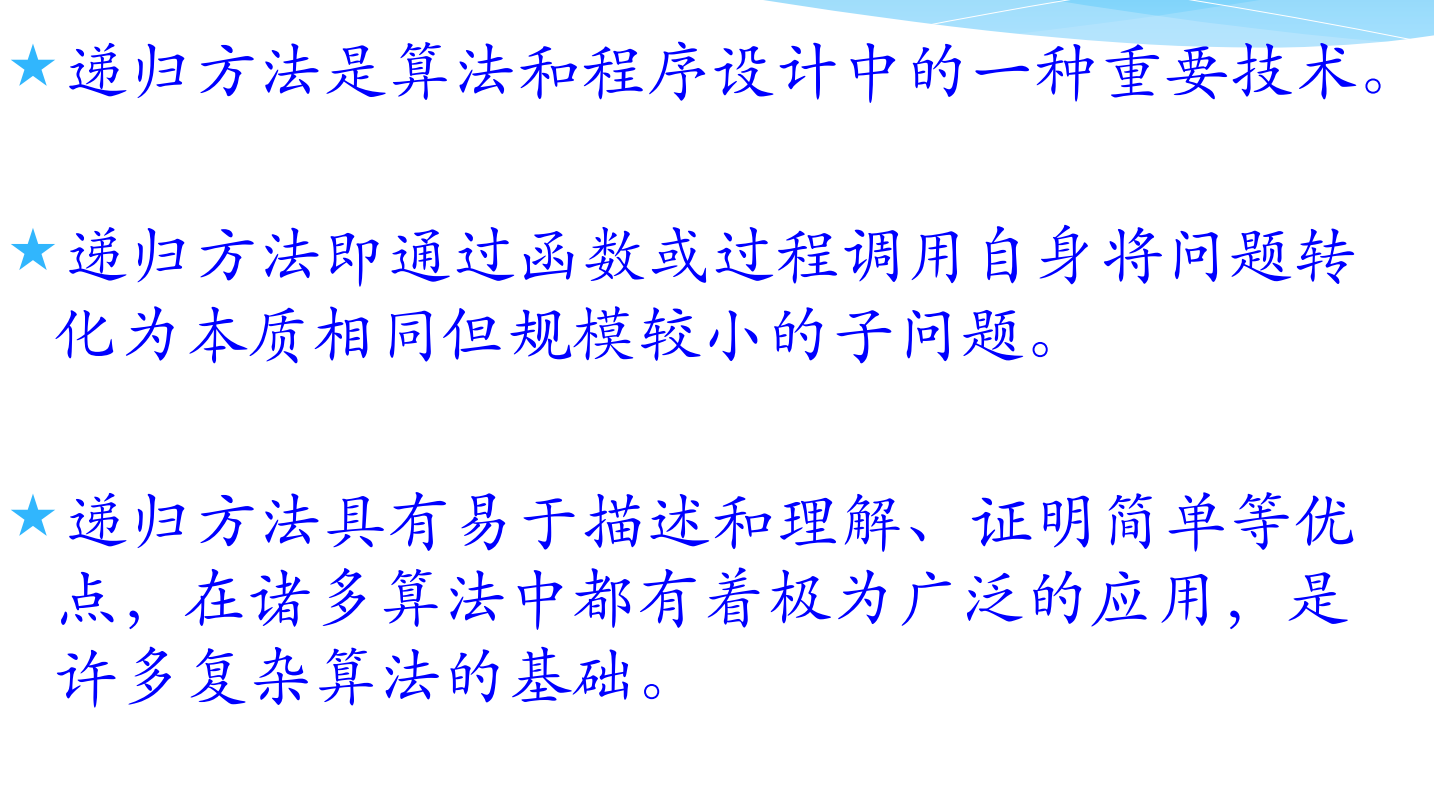 ★递归方法是算法和程序设计中的一种重要技术。
★递归方法即通过函数或过程调用自身将问题转
化为本质相同但规模较小的子问题。
★递归方法具有易于描述和理解、证明简单等优
点，在诸多算法中都有着极为广泛的应用，是
许多复杂算法的基础。